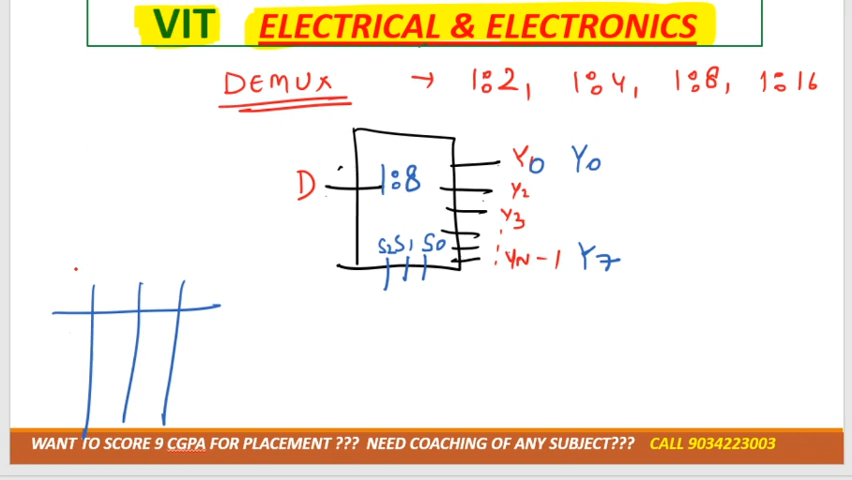 VIT ELECTRICAL & ELECTRONICS
DEMUX → 1:2, 1:4, 1:8, 1:16
D 1:8 Y0 Y0
Y2
Y3
S2 S1 S0
YN-1 Y7
WANT TO SCORE 9 CGPA FOR PLACEMENT ??? NEED COACHING OF ANY SUBJECT??? CALL 9034223003